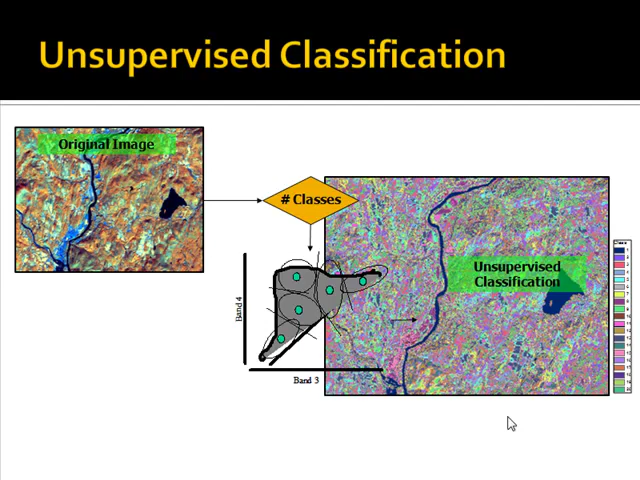 Unsupervised Classification
Original Image
# Classes
Unsupervised
Classification
Band 4
Band 3